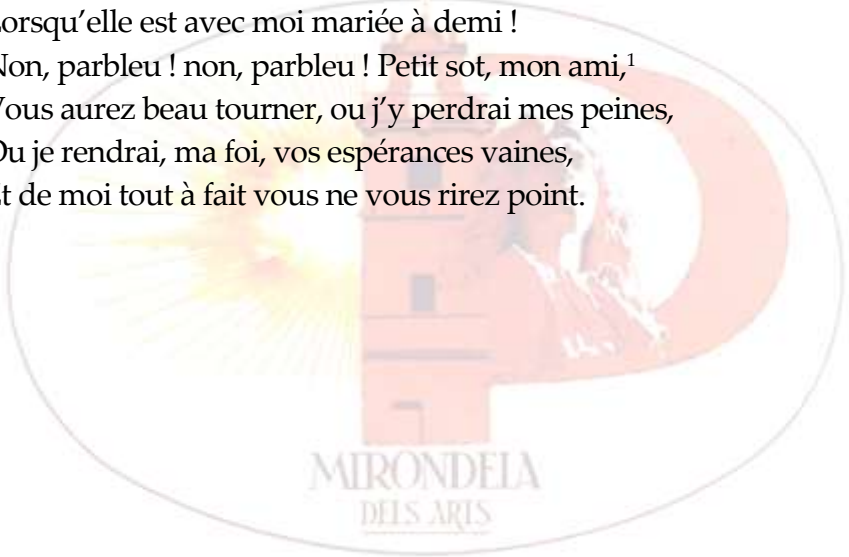 Lorsqu’elle est avec moi mariée à demi !
Non, parbleu ! non, parbleu ! Petit sot, mon ami,¹
Vous aurez beau tourner, ou j’y perdrai mes peines,
Ou je rendrai, ma foi, vos espérances vaines,
Et de moi tout à fait vous ne vous rirez point.
MIRONDELA
DELS ARTS